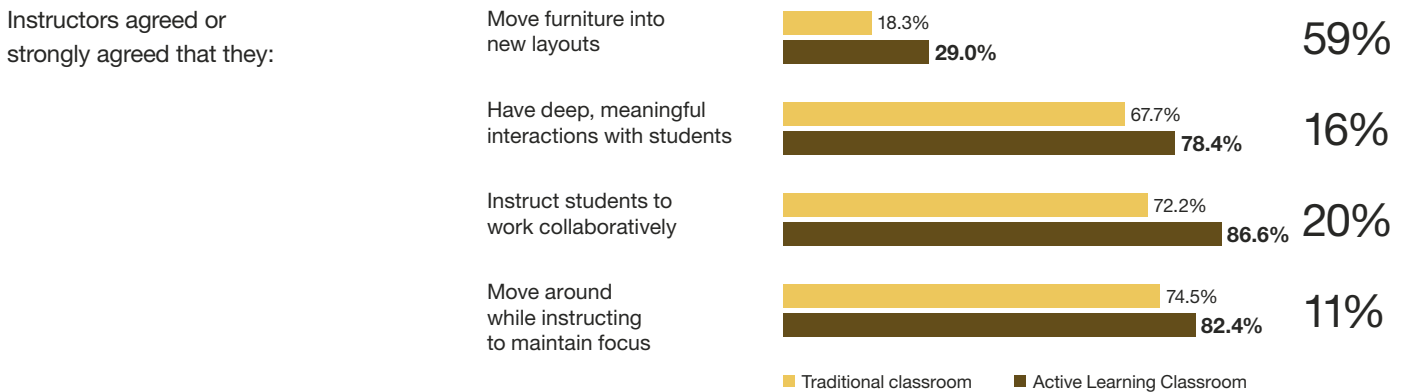 Instructors agreed or
strongly agreed that they:
Move furniture into
new layouts
18.3%
29.0%
59%
Have deep, meaningful
interactions with students
67.7%
78.4%
16%
Instruct students to
work collaboratively
72.2%
86.6%
20%
Move around
while instructing
to maintain focus
74.5%
82.4%
11%
Traditional classroom
Active Learning Classroom